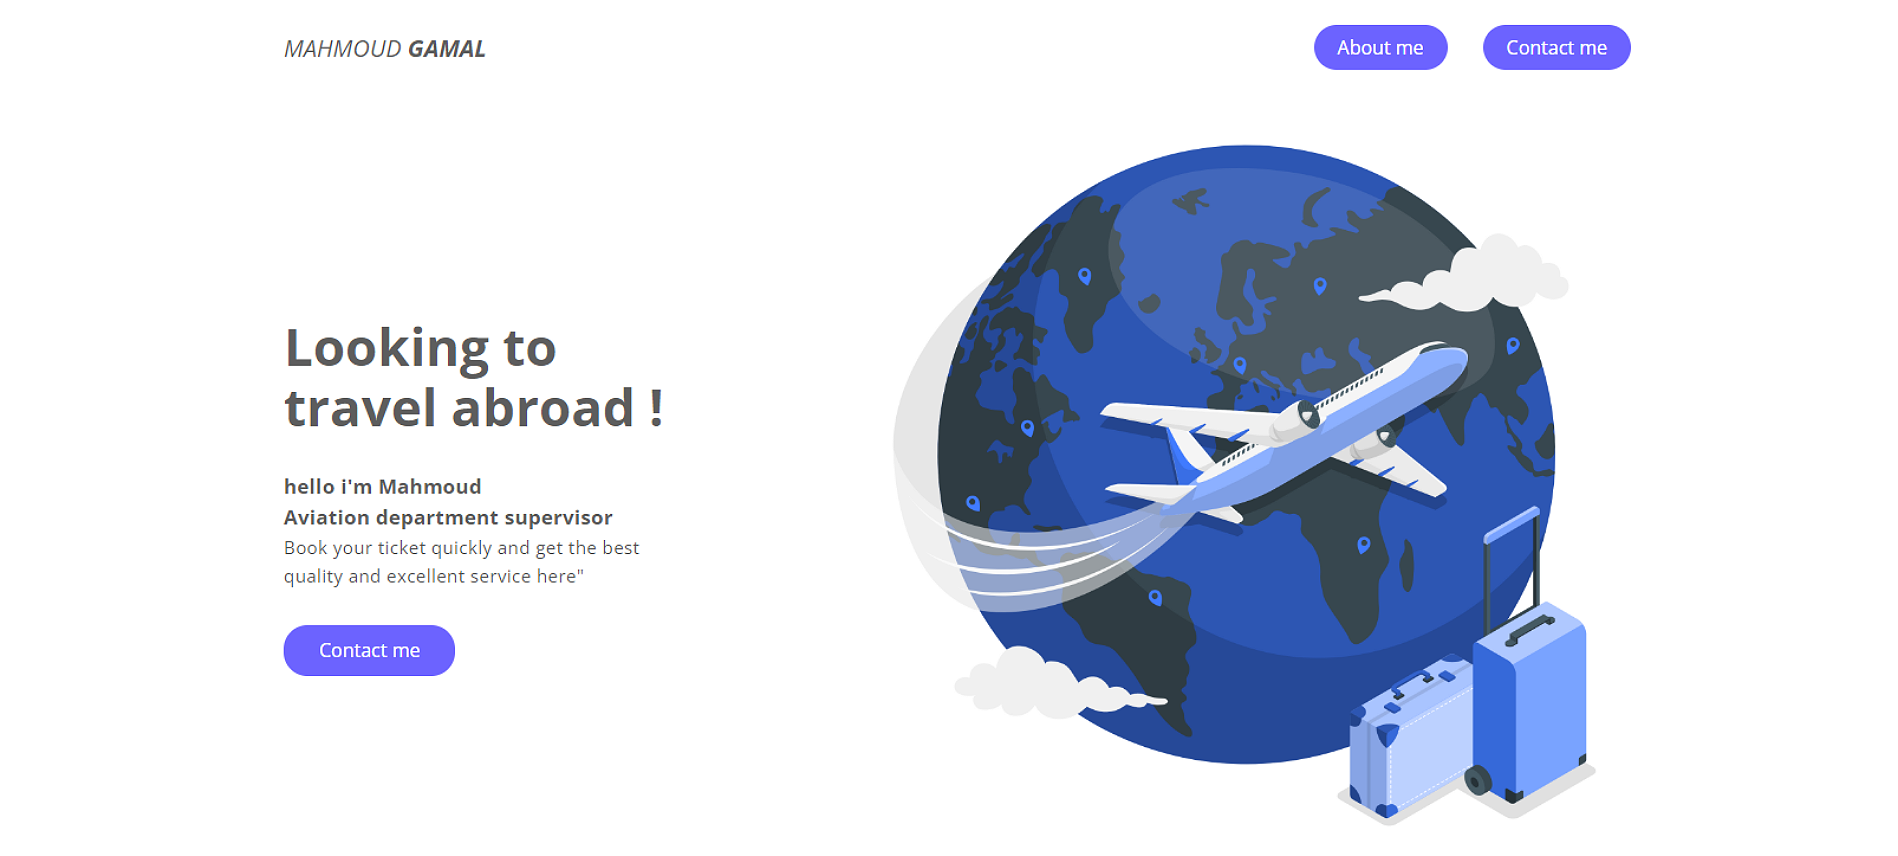 MAHMOUD GAMAL
About me
Contact me
Looking to
travel abroad !
hello i'm Mahmoud
Aviation department supervisor
Book your ticket quickly and get the best
quality and excellent service here"
Contact me